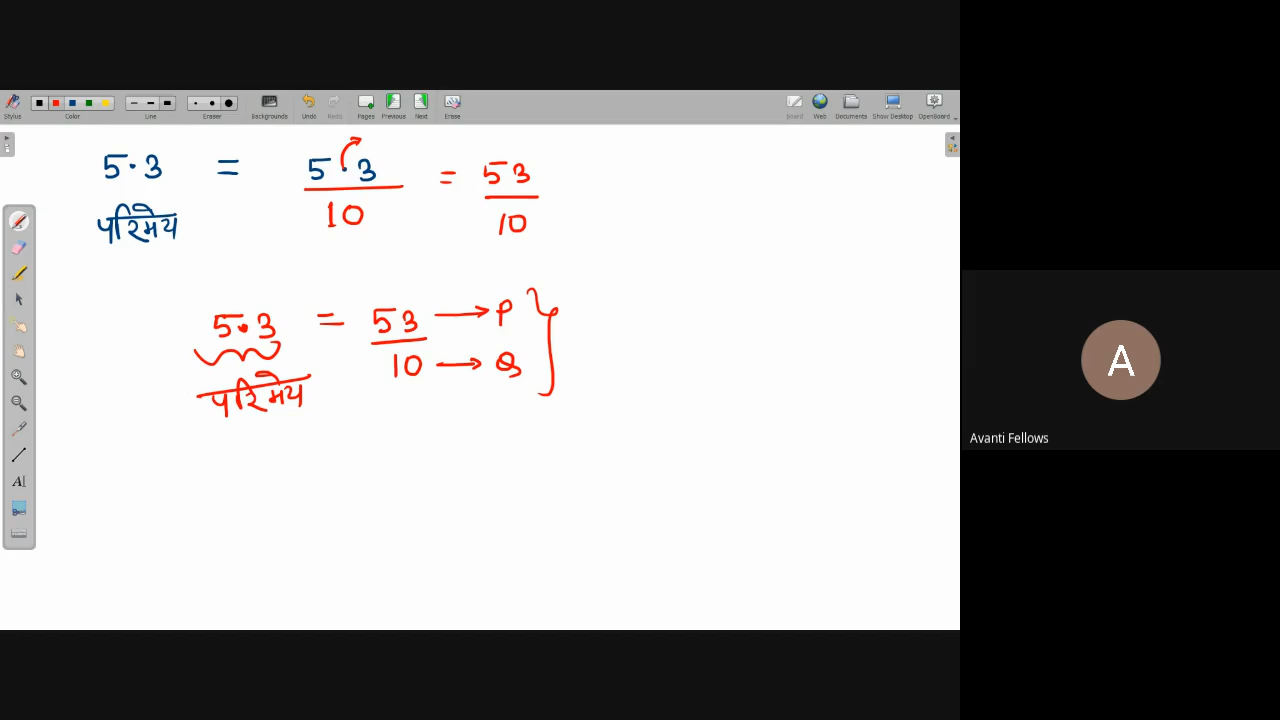 Stylus Color Line Eraser Backgrounds Undo Redo Pages Previous Next Erase board Web Documents Show Desktop OpenBoard
5.3 = 5.3/10 = 53/10
परिमेय
5.3 = 53/10 → P
→ Q
परिमेय
A
Avanti Fellows